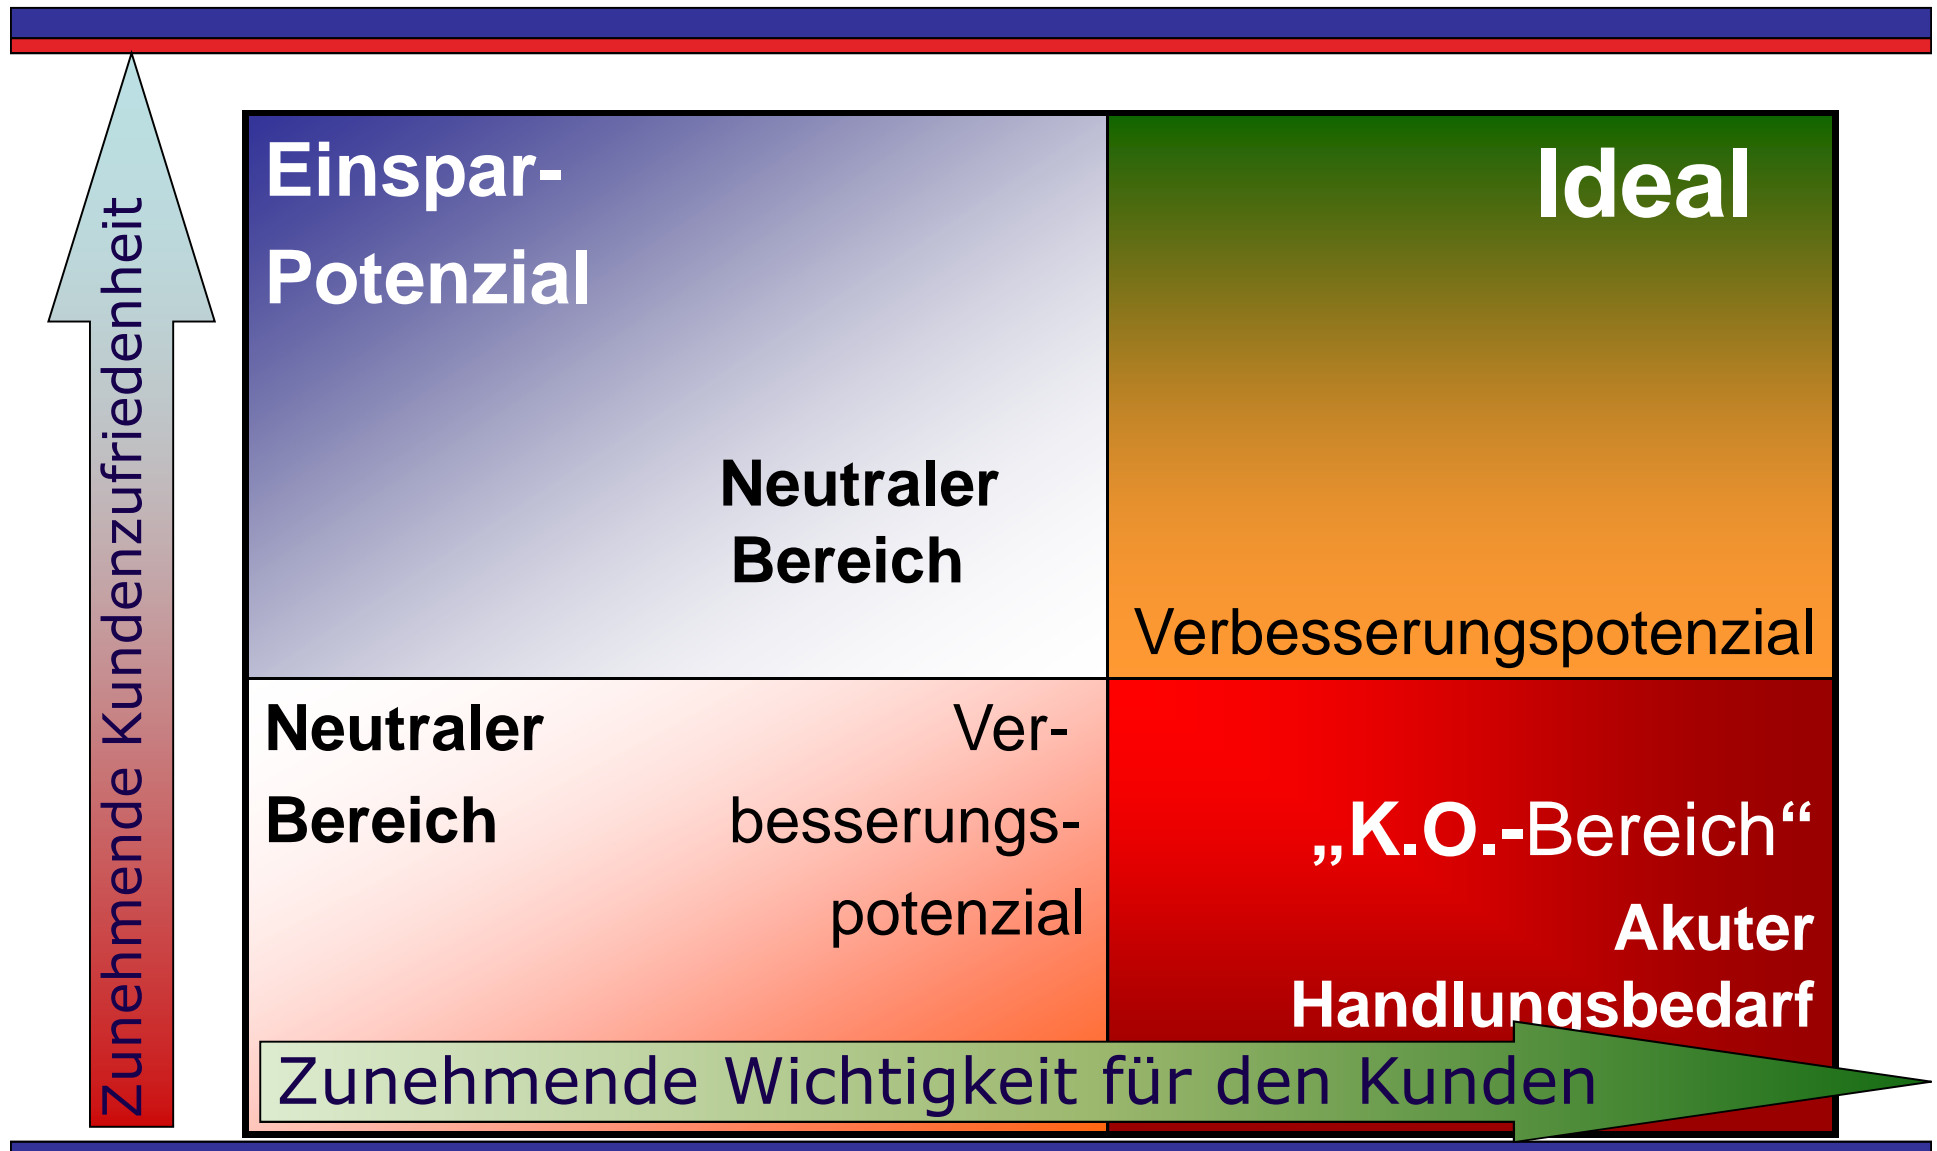 Zunehmende Kundenzufriedenheit
Einspar-
Potenzial
Neutraler
Bereich
Ideal
Verbesserungspotenzial
Neutraler
Bereich
Ver-
besserungs-
potenzial
„K.O.-Bereich“
Akuter
Handlungsbedarf
Zunehmende Wichtigkeit für den Kunden